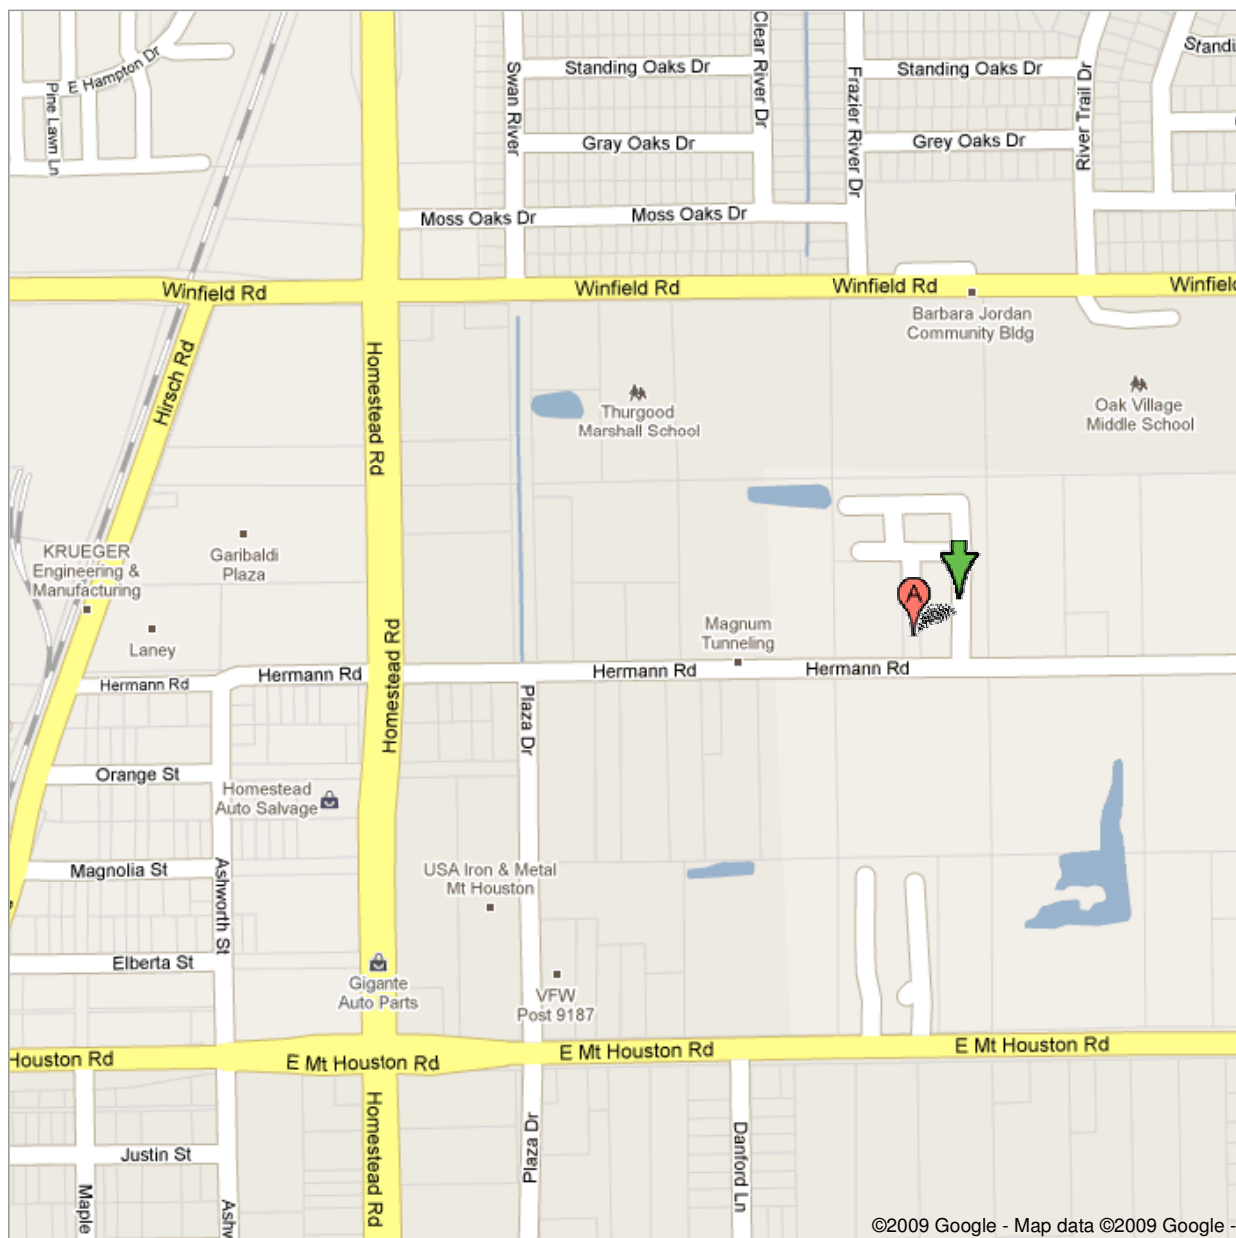 E Hampton Dr
Pine Lawn Ln
Swan River
Standing Oaks Dr
Clear River Dr
Frazier River Dr
Standing Oaks Dr
River Trail Dr
Standi
Gray Oaks Dr
Grey Oaks Dr
Moss Oaks Dr
Moss Oaks Dr
Winfield Rd
Winfield Rd
Winfield Rd
Winfield
Barbara Jordan
Community Bldg
Hirsch Rd
Homestead Rd
Thurgood
Marshall School
Oak Village
Middle School
KRUEGER
Engineering &
Manufacturing
Garibaldi
Plaza
A
Laney
Homestead Rd
Magnum
Tunneling
Hermann Rd
Hermann Rd
Hermann Rd
Hermann Rd
Plaza Dr
Orange St
Homestead
Auto Salvage
Magnolia St
Ashworth St
USA Iron & Metal
Mt Houston
Elberta St
Gigante
Auto Parts
VFW
Post 9187
Houston Rd
E Mt Houston Rd
E Mt Houston Rd
E Mt Houston Rd
Homestead Rd
Plaza Dr
Danford Ln
Justin St
Maple
Ashw
©2009 Google - Map data ©2009 Google -